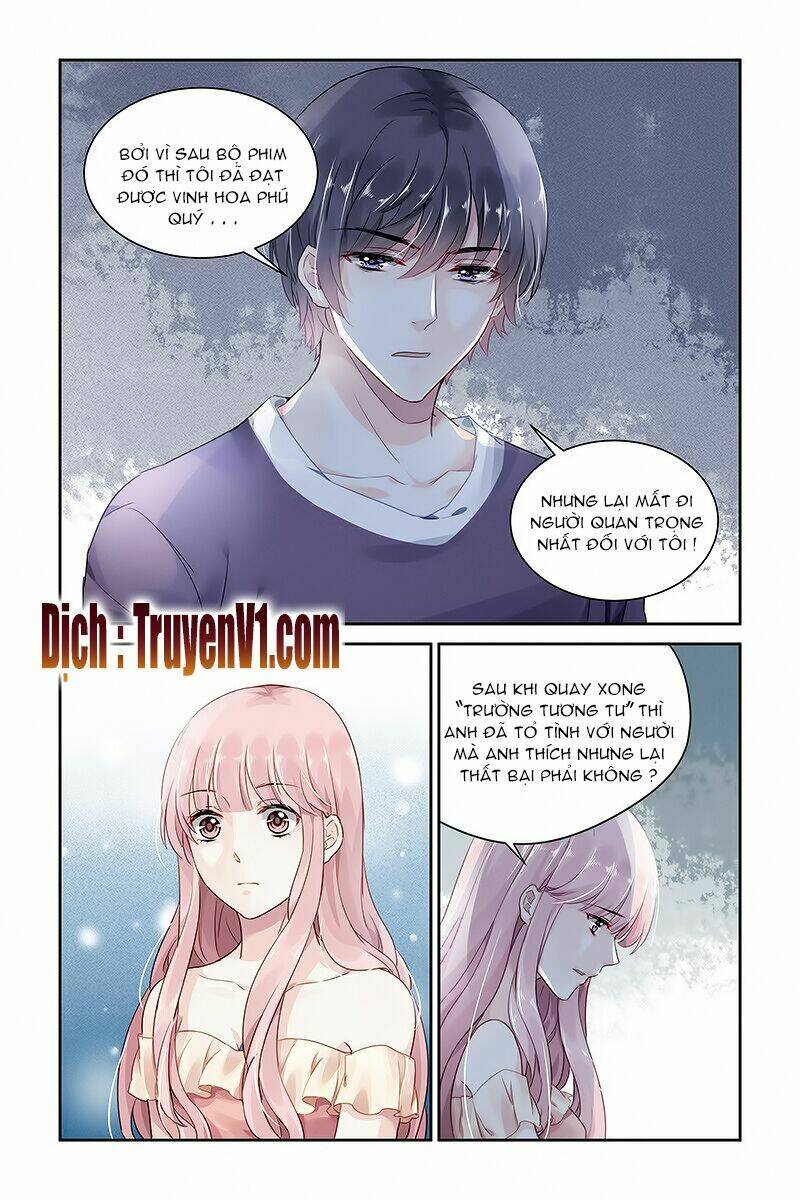 BỞI VÌ SAU BỘ PHIM
ĐÓ THÌ TÔI ĐÃ ĐẠT
ĐƯỢC VINH HOA PHÚ
QUÝ . . .
NHƯNG LẠI MẤT ĐI
NGƯỜI QUAN TRỌNG
NHẤT ĐỐI VỚI TÔI !
Dịch : TruyenV1.com
SAU KHI QUAY XONG
"TRƯỜNG TƯƠNG TƯ" THÌ
ANH ĐÃ TỎ TÌNH VỚI NGƯỜI
MÀ ANH THÍCH NHƯNG LẠI
THẤT BẠI PHẢI KHÔNG ?